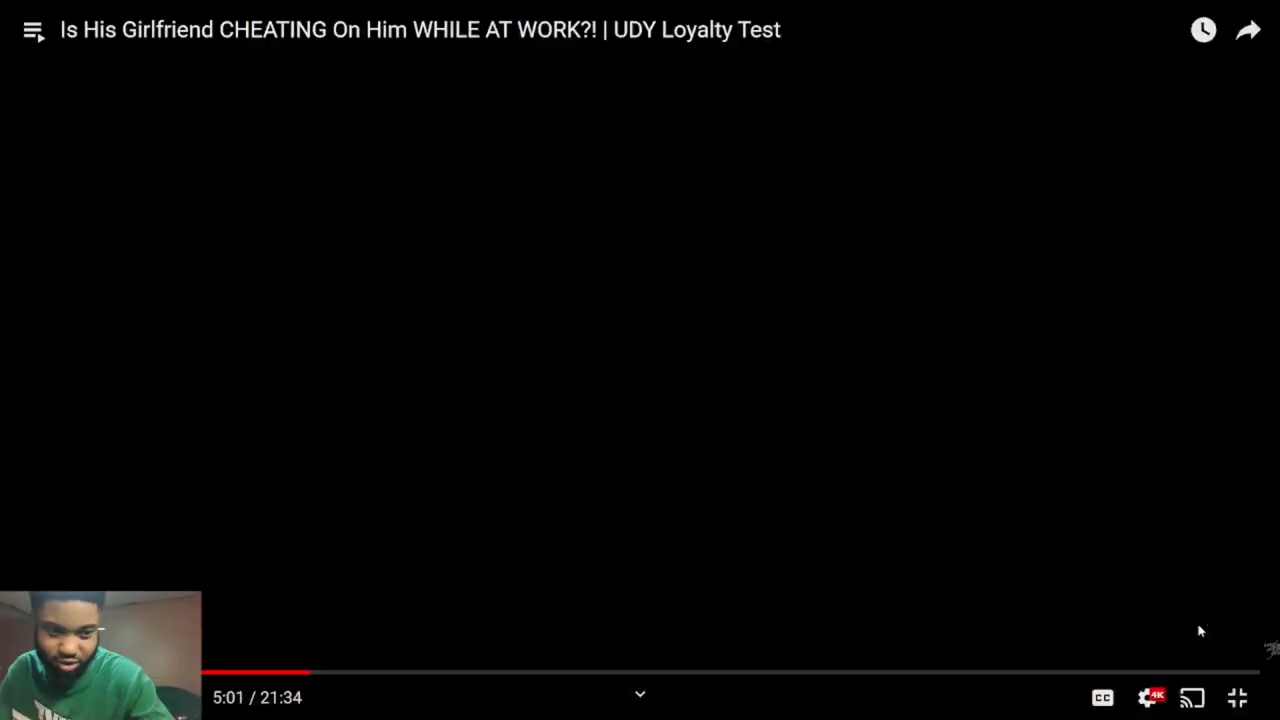 Is His Girlfriend CHEATING On Him WHILE AT WORK?! | UDY Loyalty Test
5:01 / 21:34
CC
4K